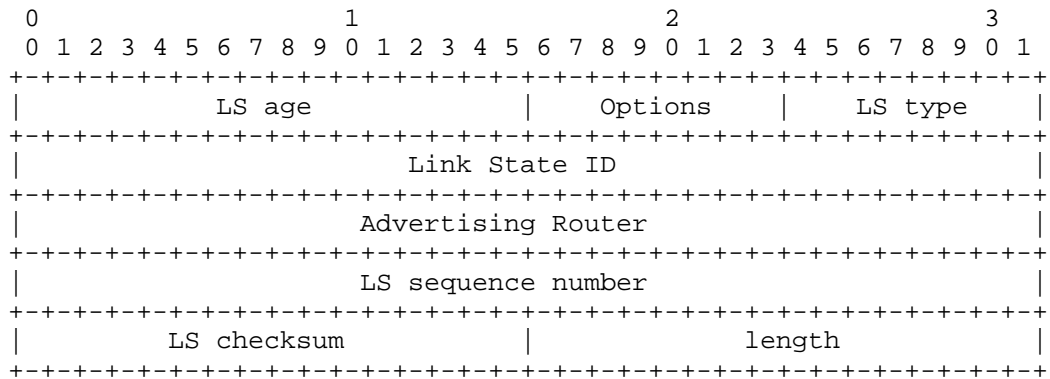 0                   1                   2                   3
 0 1 2 3 4 5 6 7 8 9 0 1 2 3 4 5 6 7 8 9 0 1 2 3 4 5 6 7 8 9 0 1
+-+-+-+-+-+-+-+-+-+-+-+-+-+-+-+-+-+-+-+-+-+-+-+-+-+-+-+-+-+-+-+-+
|            LS age             |    Options    |    LS type    |
+-+-+-+-+-+-+-+-+-+-+-+-+-+-+-+-+-+-+-+-+-+-+-+-+-+-+-+-+-+-+-+-+
|                        Link State ID                          |
+-+-+-+-+-+-+-+-+-+-+-+-+-+-+-+-+-+-+-+-+-+-+-+-+-+-+-+-+-+-+-+-+
|                     Advertising Router                        |
+-+-+-+-+-+-+-+-+-+-+-+-+-+-+-+-+-+-+-+-+-+-+-+-+-+-+-+-+-+-+-+-+
|                     LS sequence number                        |
+-+-+-+-+-+-+-+-+-+-+-+-+-+-+-+-+-+-+-+-+-+-+-+-+-+-+-+-+-+-+-+-+
|         LS checksum           |             length            |
+-+-+-+-+-+-+-+-+-+-+-+-+-+-+-+-+-+-+-+-+-+-+-+-+-+-+-+-+-+-+-+-+